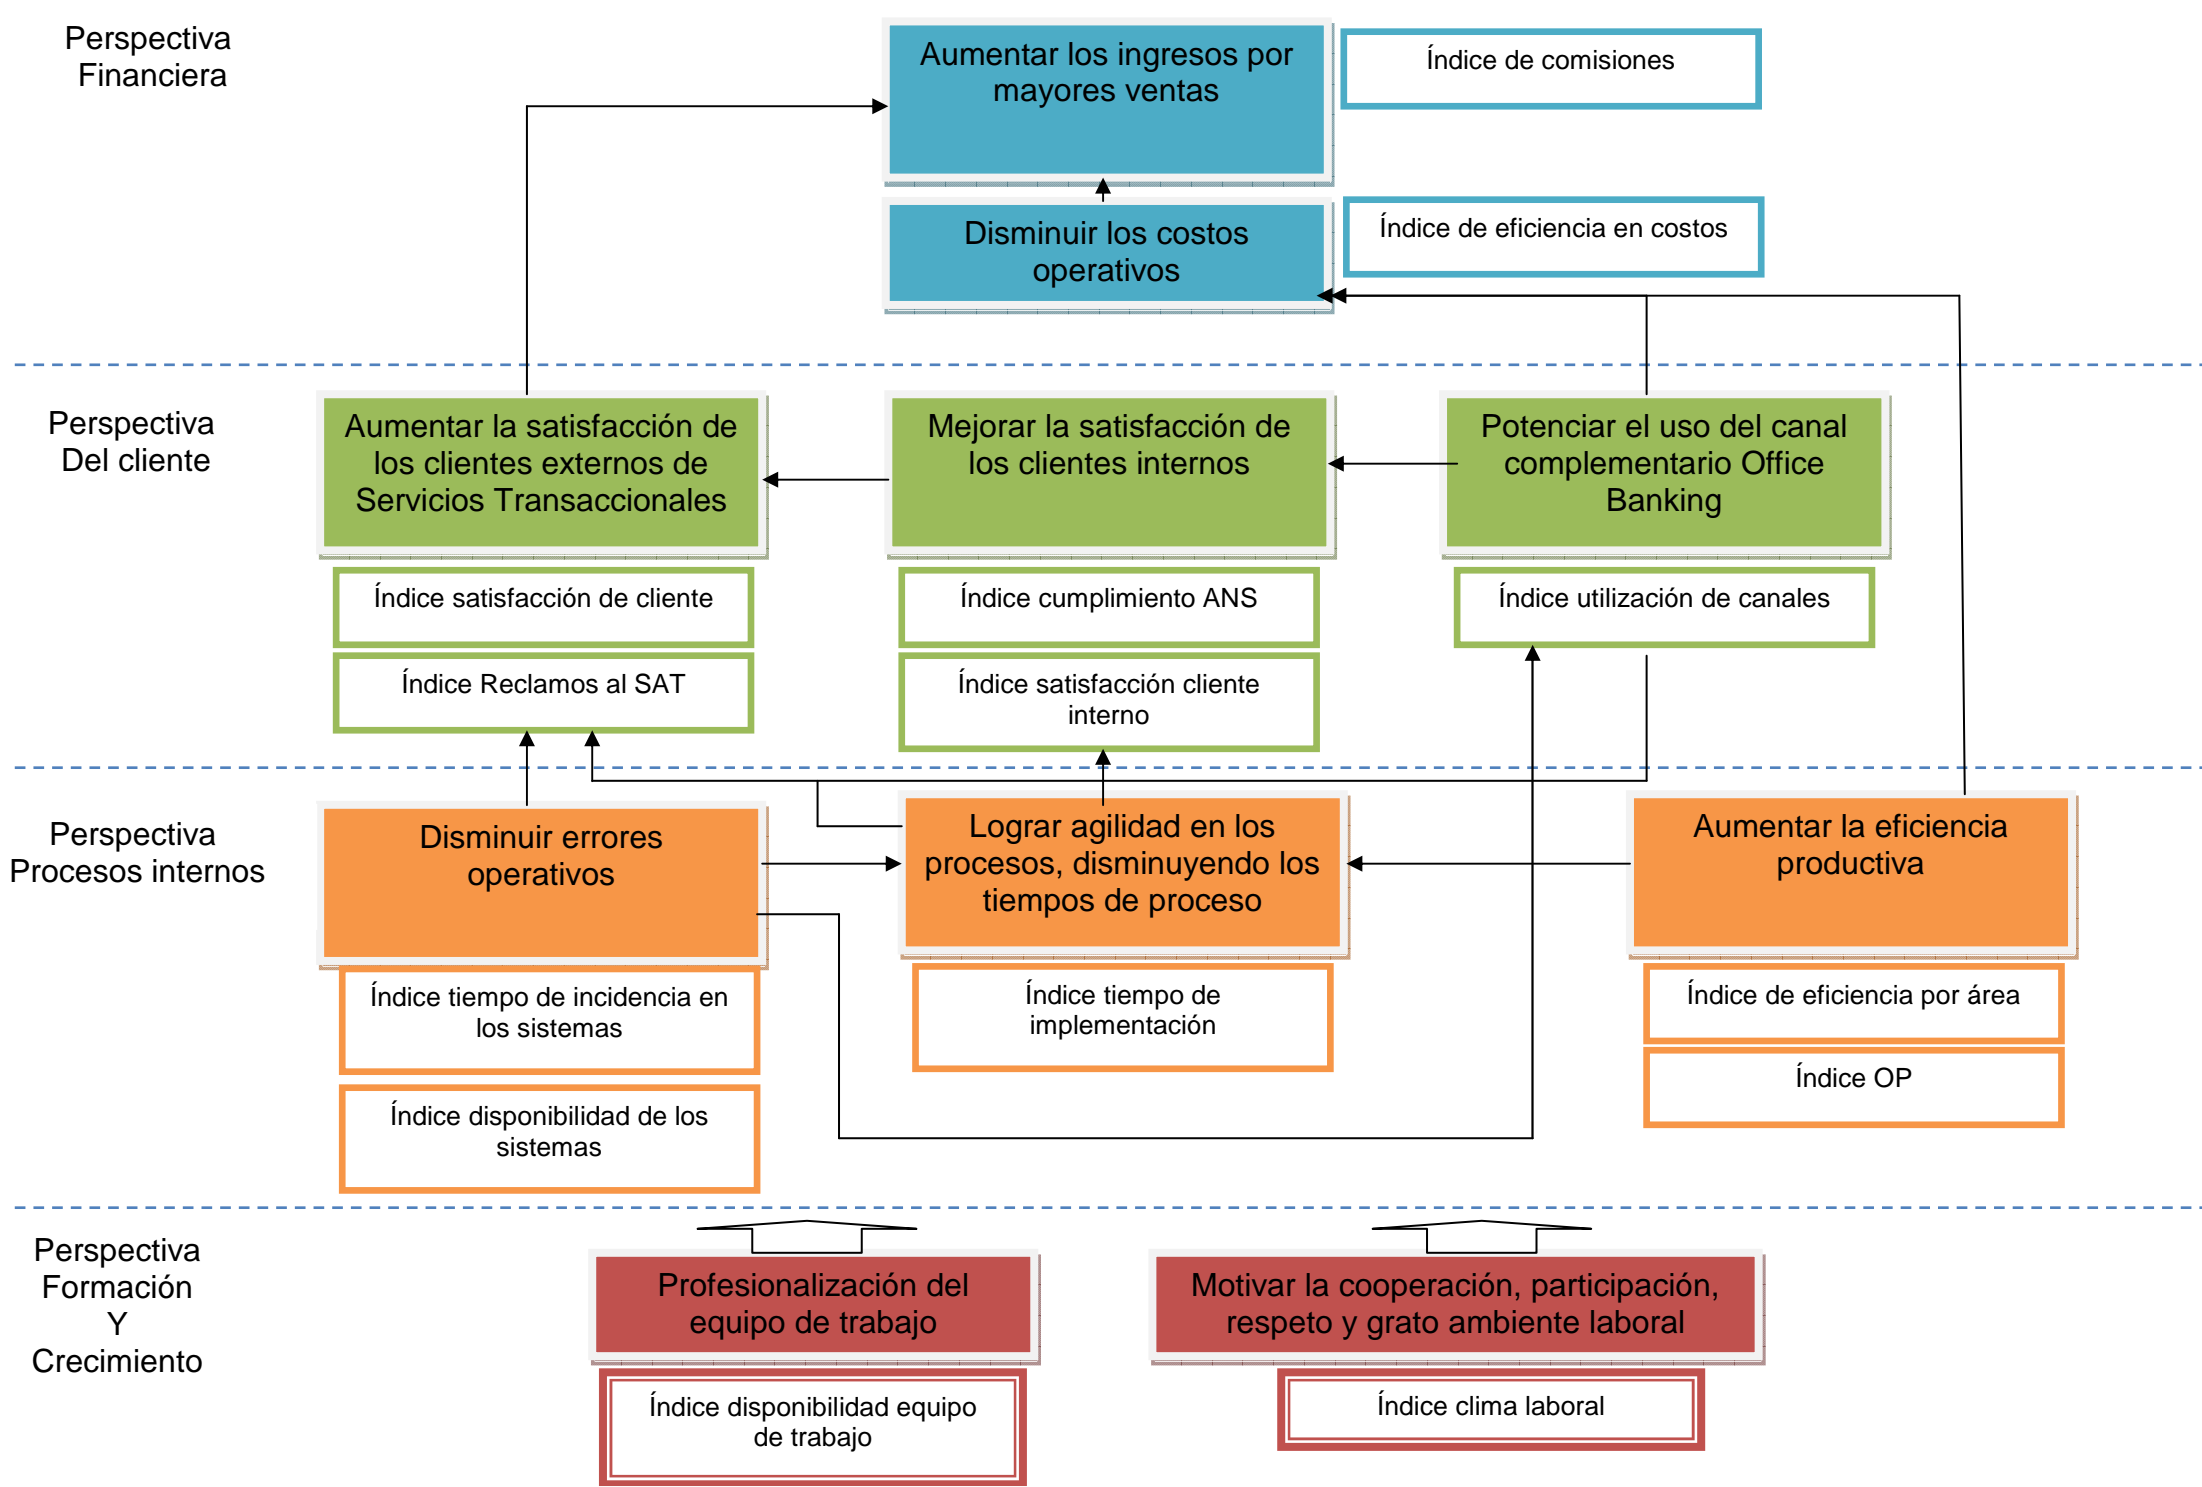 Perspectiva
Financiera
Aumentar los ingresos por
mayores ventas
Índice de comisiones
Disminuir los costos
operativos
Índice de eficiencia en costos
Perspectiva
Del cliente
Aumentar la satisfacción de
los clientes externos de
Servicios Transaccionales
Mejorar la satisfacción de
los clientes internos
Potenciar el uso del canal
complementario Office
Banking
Índice satisfacción de cliente
Índice cumplimiento ANS
Índice utilización de canales
Índice Reclamos al SAT
Índice satisfacción cliente
interno
Perspectiva
Procesos internos
Disminuir errores
operativos
Lograr agilidad en los
procesos, disminuyendo los
tiempos de proceso
Aumentar la eficiencia
productiva
Índice tiempo de incidencia en
los sistemas
Índice tiempo de
implementación
Índice de eficiencia por área
Índice OP
Índice disponibilidad de los
sistemas
Perspectiva
Formación
Y
Crecimiento
Profesionalización del
equipo de trabajo
Motivar la cooperación, participación,
respeto y grato ambiente laboral
Índice disponibilidad equipo
de trabajo
Índice clima laboral